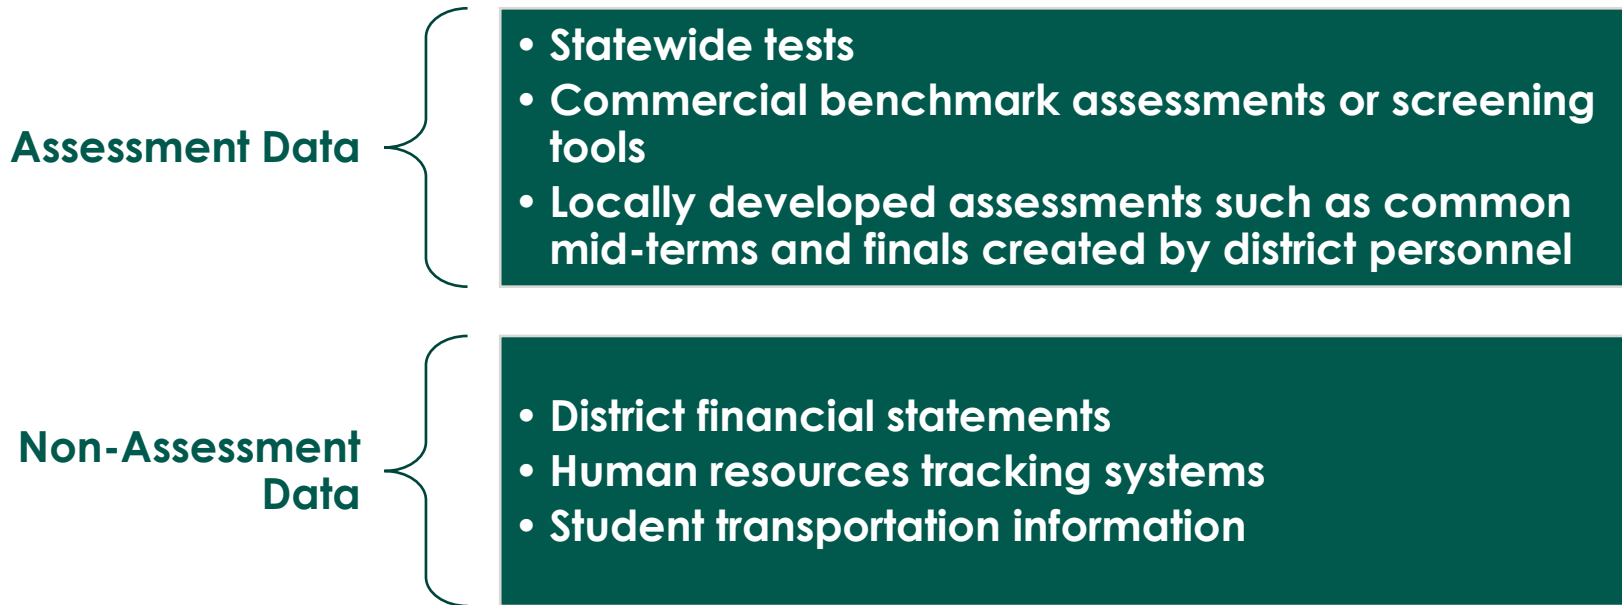 Assessment Data
• Statewide tests
• Commercial benchmark assessments or screening
tools
• Locally developed assessments such as common
mid-terms and finals created by district personnel
Non-Assessment
Data
• District financial statements
• Human resources tracking systems
• Student transportation information